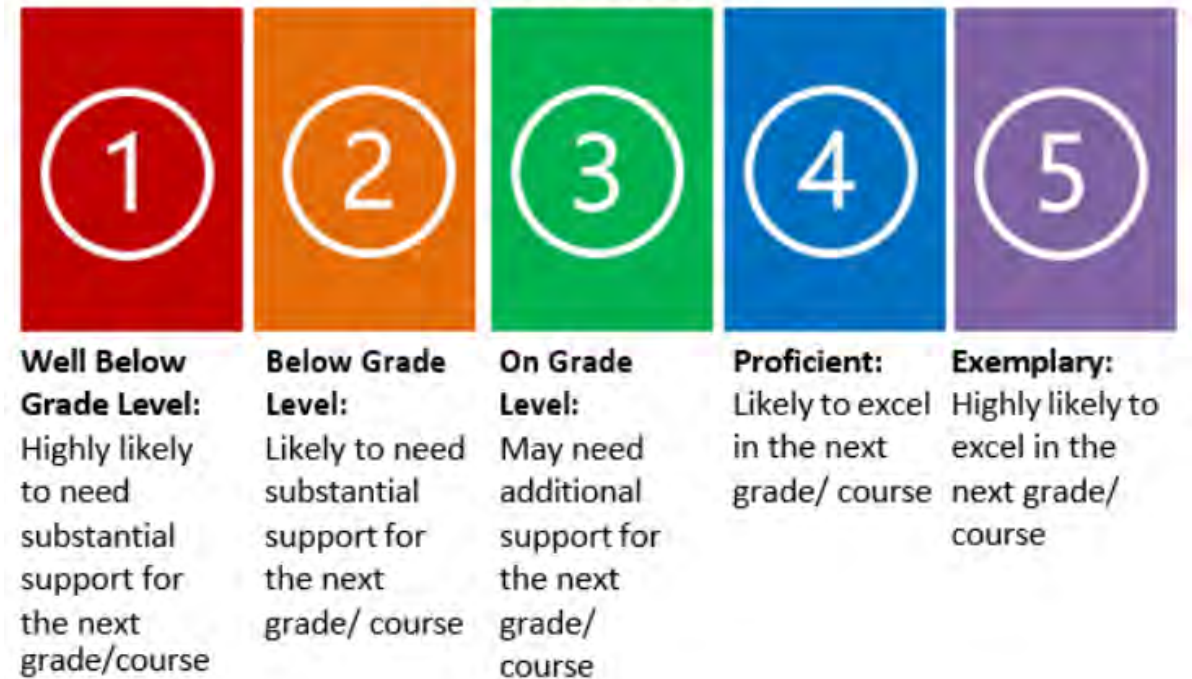 1
2
3
4
5
Well Below
Grade Level:
Highly likely
to need
substantial
support for
the next
grade/course
Below Grade
Level:
Likely to need
substantial
support for
the next
grade/ course
On Grade
Level:
May need
additional
support for
the next
grade/
course
Proficient:
Likely to excel
in the next
grade/ course
Exemplary:
Highly likely to
excel in the
next grade/
course